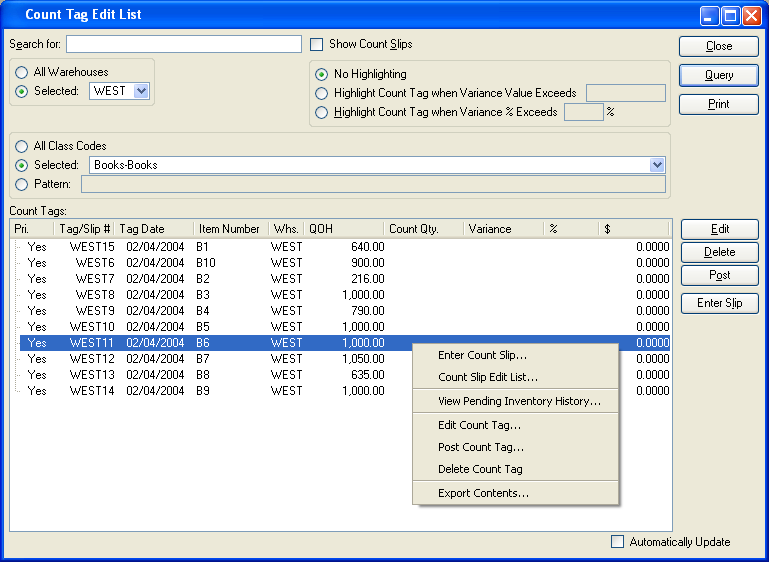 Count Tag Edit List
Search for:
Show Count Slips
Close
All Warehouses
Selected: WEST
No Highlighting
Highlight Count Tag when Variance Value Exceeds
Highlight Count Tag when Variance % Exceeds %
Query
Print
All Class Codes
Selected: Books-Books
Pattern:
Count Tags:
Pri. Tag/Slip # Tag Date Item Number Whs. QOH Count Qty. Variance % $
Yes WEST15 02/04/2004 B1 WEST 640.00 0.0000
Yes WEST6 02/04/2004 B10 WEST 900.00 0.0000
Yes WEST7 02/04/2004 B2 WEST 216.00 0.0000
Yes WEST8 02/04/2004 B3 WEST 1,000.00 0.0000
Yes WEST9 02/04/2004 B4 WEST 790.00 0.0000
Yes WEST10 02/04/2004 B5 WEST 1,000.00 0.0000
Yes WEST11 02/04/2004 B6 WEST 1,000.00 0.0000
Yes WEST12 02/04/2004 B7 WEST 1,050.00 0.0000
Yes WEST13 02/04/2004 B8 WEST 635.00 0.0000
Yes WEST14 02/04/2004 B9 WEST 1,000.00 0.0000
Edit
Delete
Post
Enter Slip
Enter Count Slip...
Count Slip Edit List...
View Pending Inventory History...
Edit Count Tag...
Post Count Tag...
Delete Count Tag
Export Contents...
Automatically Update